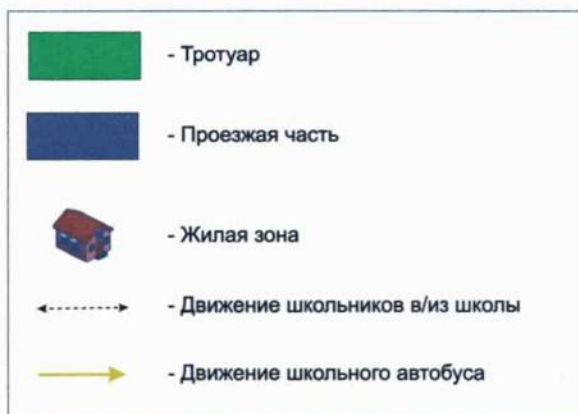 - Тротуар
- Проезжая часть
- Жилая зона
- Движение школьников в/из школы
- Движение школьного автобуса